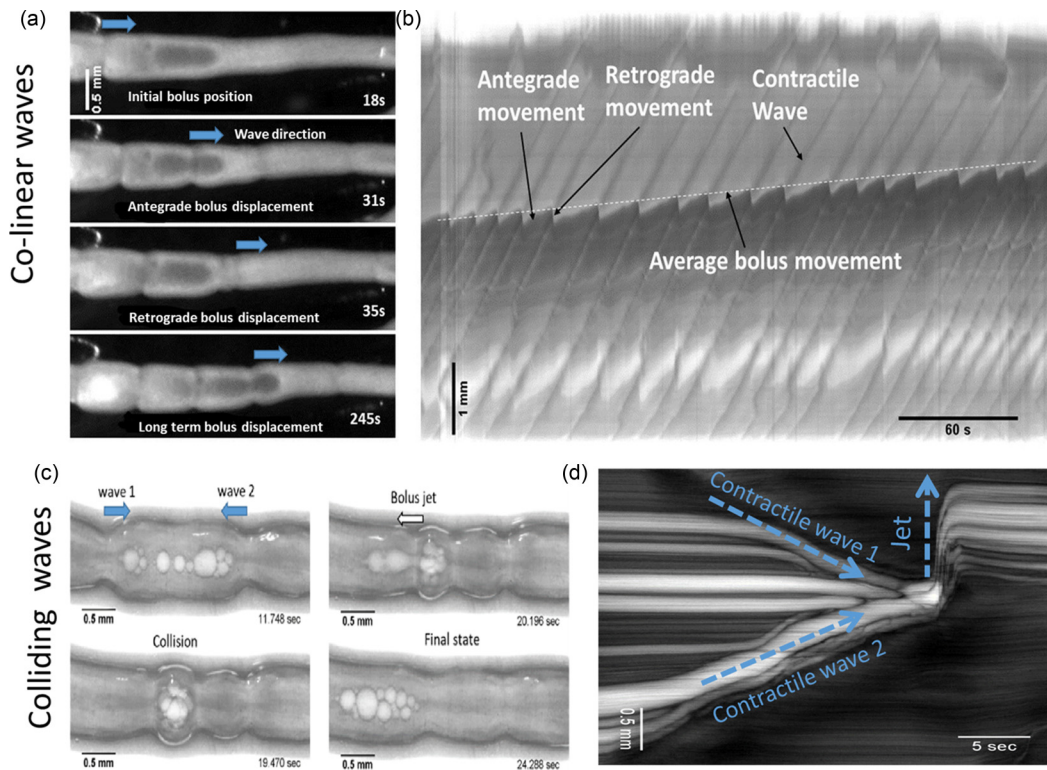 Co-linear waves
(a)
0.5 mm
Initial bolus position
18s
Wave direction
Antegrade bolus displacement
31s
Retrograde bolus displacement
35s
Long term bolus displacement
245s
(b)
Antegrade
movement
Retrograde
movement
Contractile
Wave
Average bolus movement
1 mm
60 s
Colliding waves
(c)
wave 1
wave 2
0.5 mm
11.748 sec
Bolus jet
0.5 mm
20.196 sec
Collision
0.5 mm
19.470 sec
Final state
0.5 mm
24.288 sec
(d)
Contractile wave 1
Jet
Contractile wave 2
0.5 mm
5 sec